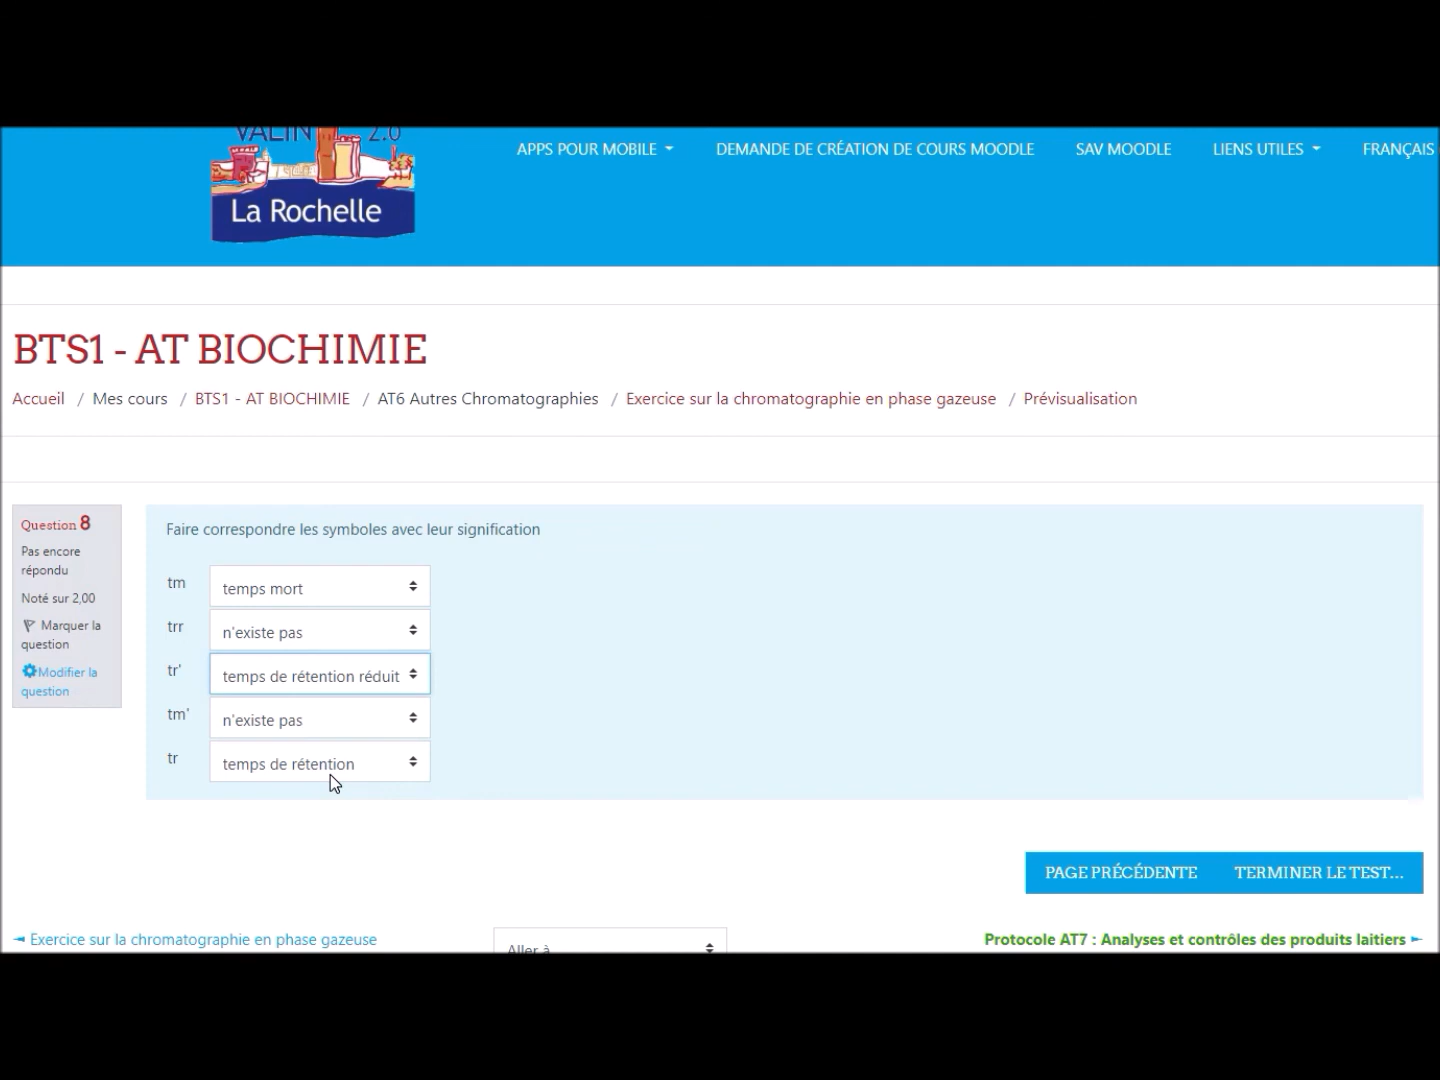 VALIN 2.0
La Rochelle
APPS POUR MOBILE DEMANDE DE CRÉATION DE COURS MOODLE SAV MOODLE LIENS UTILES FRANÇAIS
BTS1 - AT BIOCHIMIE
Accueil / Mes cours / BTS1 - AT BIOCHIMIE / AT6 Autres Chromatographies / Exercice sur la chromatographie en phase gazeuse / Prévisualisation
Question 8
Pas encore
répondu
Noté sur 2,00
Marquer la
question
Modifier la
question
Faire correspondre les symboles avec leur signification
tm temps mort
trr n'existe pas
tr' temps de rétention réduit
tm' n'existe pas
tr temps de rétention
PAGE PRÉCÉDENTE TERMINER LE TEST...
◄ Exercice sur la chromatographie en phase gazeuse
Aller à
Protocole AT7 : Analyses et contrôles des produits laitiers ►